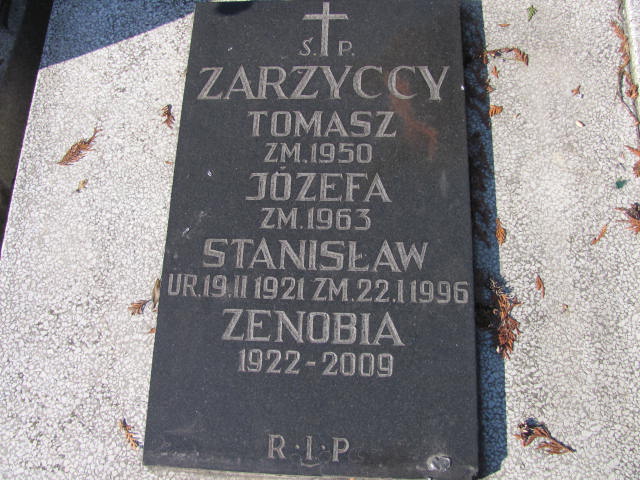 Ś.P.
ZARZYCCY
TOMASZ
ZM.1950
JÓZEFA
ZM.1963
STANISŁAW
UR.19.II 1921 ZM.22.I 1996
ZENOBIA
1922-2009
R·I·P